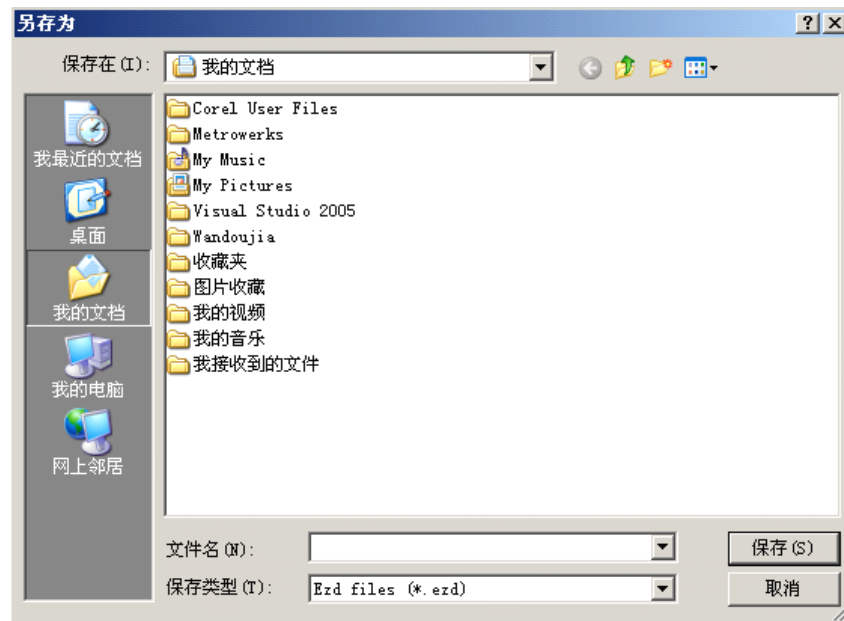 另存为
保存在(I): 我的文档
我最近的文档
桌面
我的文档
我的电脑
网上邻居
Corel User Files
Metrowerks
My Music
My Pictures
Visual Studio 2005
Wandoujia
收藏夹
图片收藏
我的视频
我的音乐
我接收到的文件
文件名(N): 保存(S)
保存类型(T): Ezd files (*.ezd) 取消